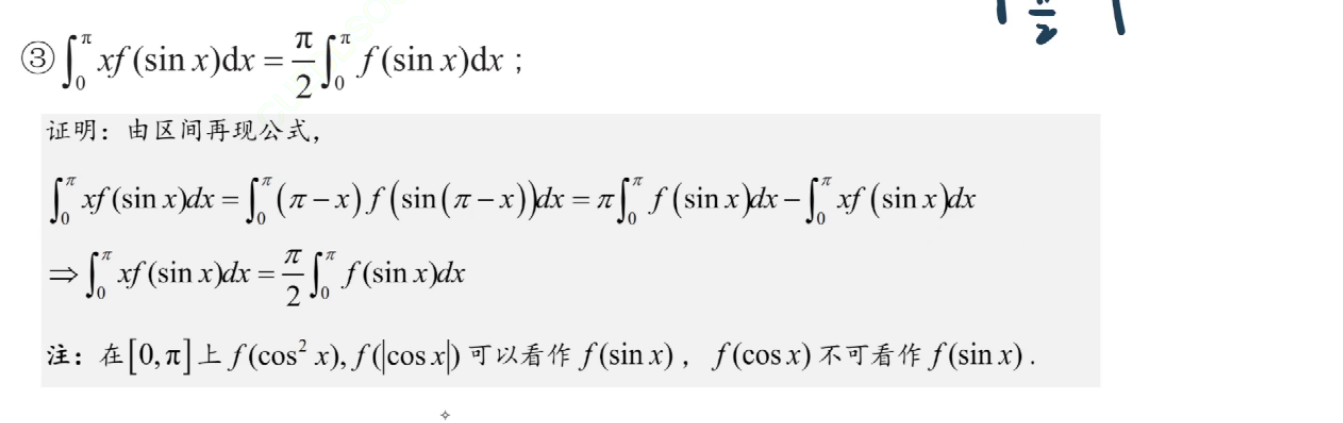 ③∫₀^π xf(sin x)dx = π/2 ∫₀^π f(sin x)dx ;
证明：由区间再现公式，
∫₀^π xf(sin x)dx = ∫₀^π (π−x)f(sin(π−x))dx = π∫₀^π f(sin x)dx − ∫₀^π xf(sin x)dx
⇒∫₀^π xf(sin x)dx = π/2 ∫₀^π f(sin x)dx
注：在[0,π]上 f(cos² x), f(|cos x|) 可以看作 f(sin x)， f(cos x) 不可看作 f(sin x) .